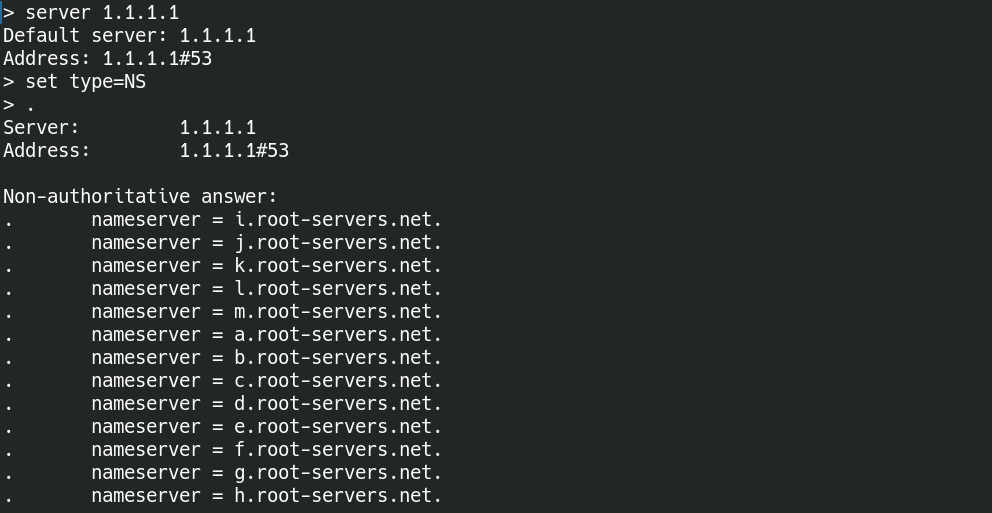 > server 1.1.1.1
Default server: 1.1.1.1
Address: 1.1.1.1#53
> set type=NS
> .
Server:         1.1.1.1
Address:        1.1.1.1#53

Non-authoritative answer:
.       nameserver = i.root-servers.net.
.       nameserver = j.root-servers.net.
.       nameserver = k.root-servers.net.
.       nameserver = l.root-servers.net.
.       nameserver = m.root-servers.net.
.       nameserver = a.root-servers.net.
.       nameserver = b.root-servers.net.
.       nameserver = c.root-servers.net.
.       nameserver = d.root-servers.net.
.       nameserver = e.root-servers.net.
.       nameserver = f.root-servers.net.
.       nameserver = g.root-servers.net.
.       nameserver = h.root-servers.net.